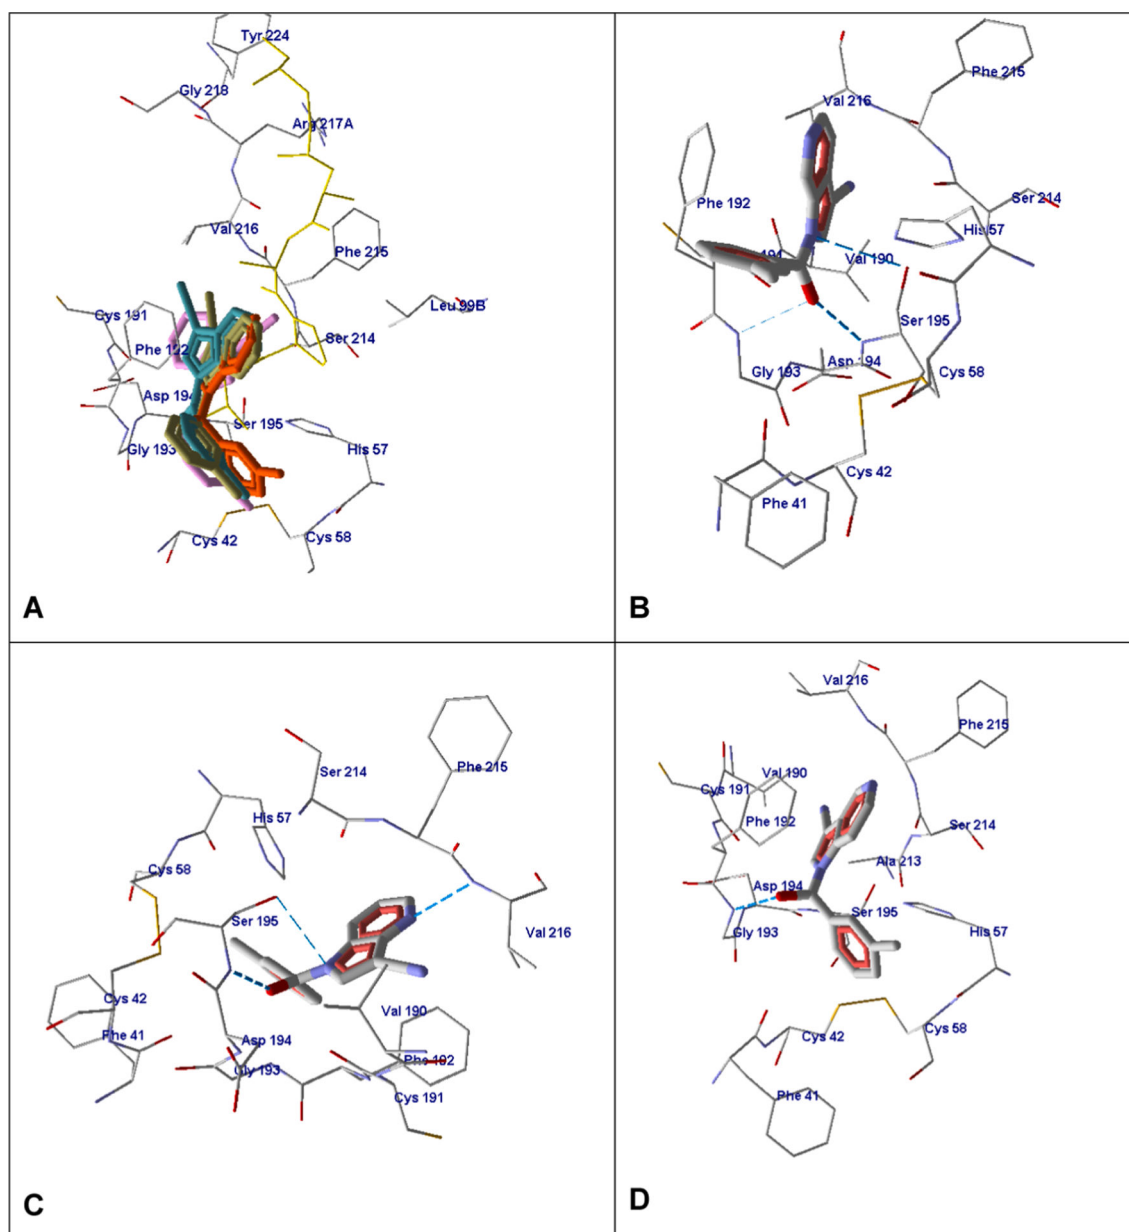 Tyr 224
Gly 218
Arg 217A
Val 216
Phe 215
Leu 99B
Cys 191
Ser 214
Phe 192
Asp 194
Ser 195
Gly 193
His 57
Cys 42
Cys 58
A
Phe 215
Val 216
Phe 192
Ser 214
His 57
Val 190
Ser 195
Gly 193
Asp 194
Cys 58
Cys 42
Phe 41
B
Ser 214
Phe 215
His 57
Cys 58
Ser 195
Val 216
Cys 42
Val 190
Phe 41
Asp 194
Phe 192
Gly 193
Cys 191
C
Val 216
Phe 215
Val 190
Cys 191
Phe 192
Ser 214
Ala 213
Asp 194
Ser 195
Gly 193
His 57
Cys 42
Cys 58
Phe 41
D